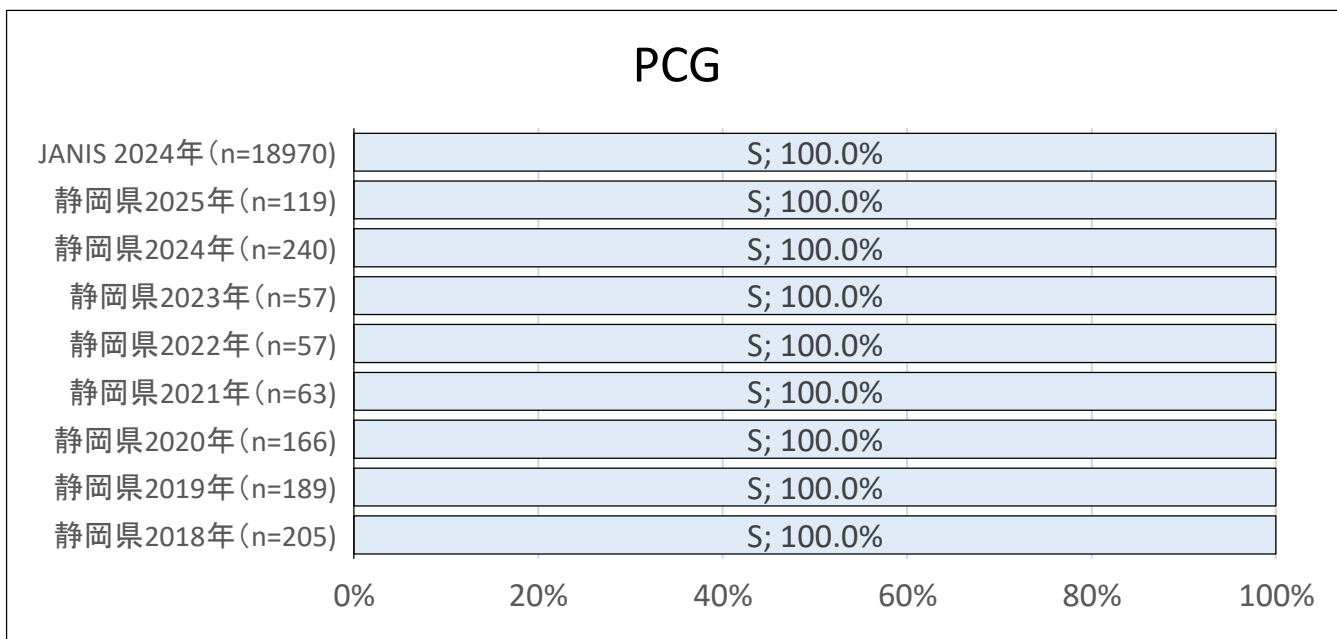 PCG
JANIS 2024年（n=18970) S; 100.0%
静岡県2025年（n=119) S; 100.0%
静岡県2024年（n=240) S; 100.0%
静岡県2023年（n=57) S; 100.0%
静岡県2022年（n=57) S; 100.0%
静岡県2021年（n=63) S; 100.0%
静岡県2020年（n=166) S; 100.0%
静岡県2019年（n=189) S; 100.0%
静岡県2018年（n=205) S; 100.0%
0% 20% 40% 60% 80% 100%